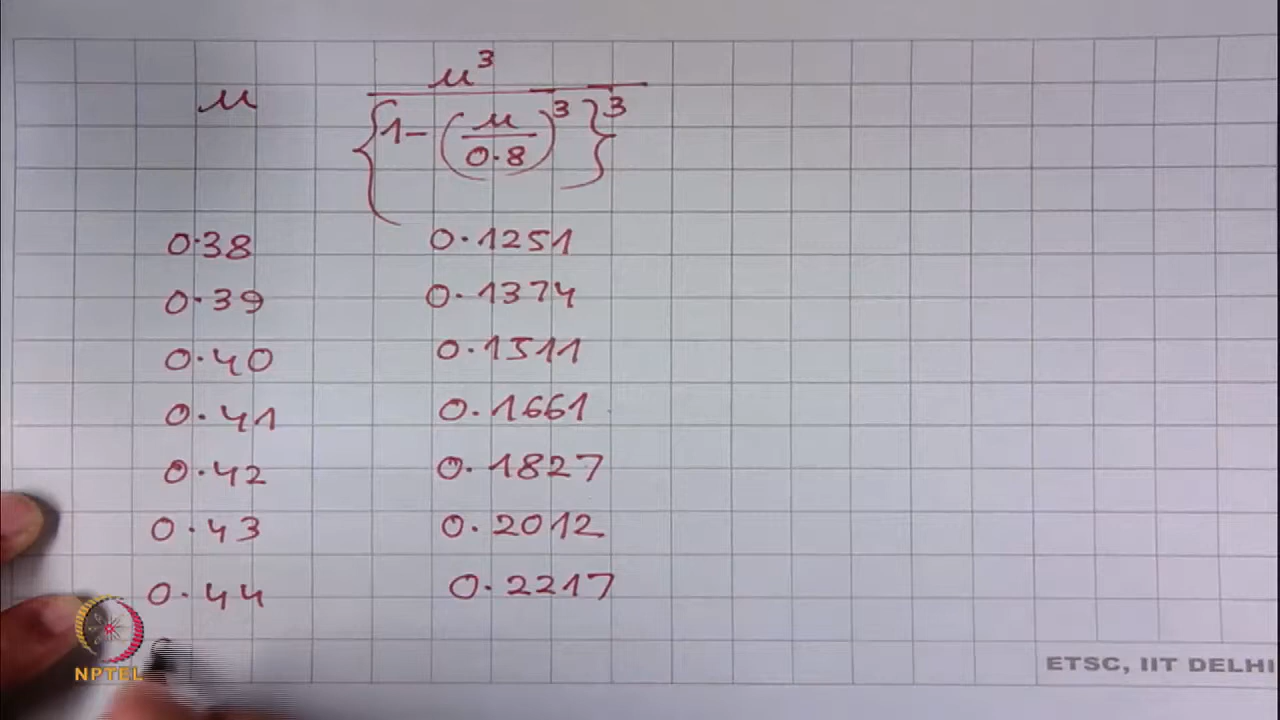 μ μ³
{1-(μ/0.8)³}³
0.38 0.1251
0.39 0.1374
0.40 0.1511
0.41 0.1661
0.42 0.1827
0.43 0.2012
0.44 0.2217
NPTEL
ETSC, IIT DELHI